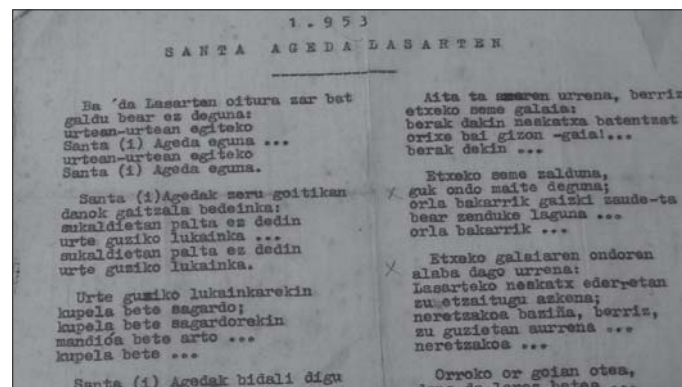 1.953
SANTA AGEDA LASARTEN
Ba 'da Lasarten oitura zar bat
galdu bear ez deguna:
urtean-urtean egiteko
Santa (i) Ageda eguna ...
urtean-urtean egiteko
Santa (i) Ageda eguna.
Santa (i)Agedak zeru goitikan
danok gaitzala bedeinka:
sukaldietan palta ez dedin
urte guziko lukainka ...
sukaldietan palta ez dedin
urte guziko lukainka.
Urte guziko lukainkarekin
kupela bete sagardo;
kupela bete sagardorekin
mandioa bete arto ...
kupela bete ...
Santa (i) Agedak bidali digu
Aita ta amaren urrena, berriz
etxeko seme galaia:
berak dakin neskatxa batentzat
orixe bai gizon -gaia!...
berak dekin ...
Etxeko seme zalduna,
guk ondo maite deguna;
orla bakarrik gaizki zaude-ta
bear zenduke laguna ...
orla bakarrik ...
Etxeko galaiaren ondoren
alaba dago urrena:
Lasarteko neskatx ederretan
zu etzaitugu azkena;
neretzakoa baziña, berriz,
zu guzietan aurrena ...
neretzakoa ...
Orroko or goian otea,